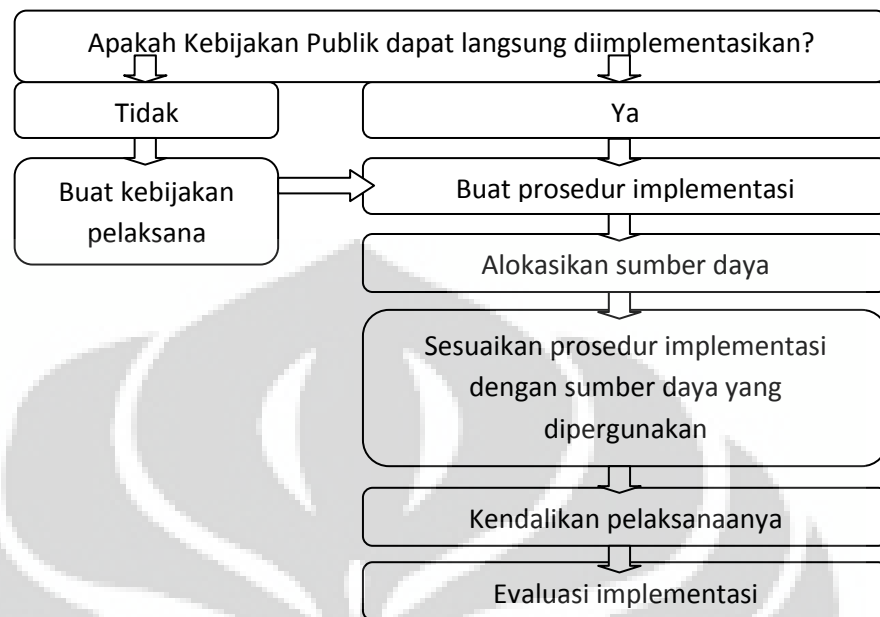 Apakah Kebijakan Publik dapat langsung diimplementasikan?
Tidak
Ya
Buat kebijakan
pelaksana
Buat prosedur implementasi
Alokasikan sumber daya
Sesuaikan prosedur implementasi
dengan sumber daya yang
dipergunakan
Kendalikan pelaksanaanya
Evaluasi implementasi